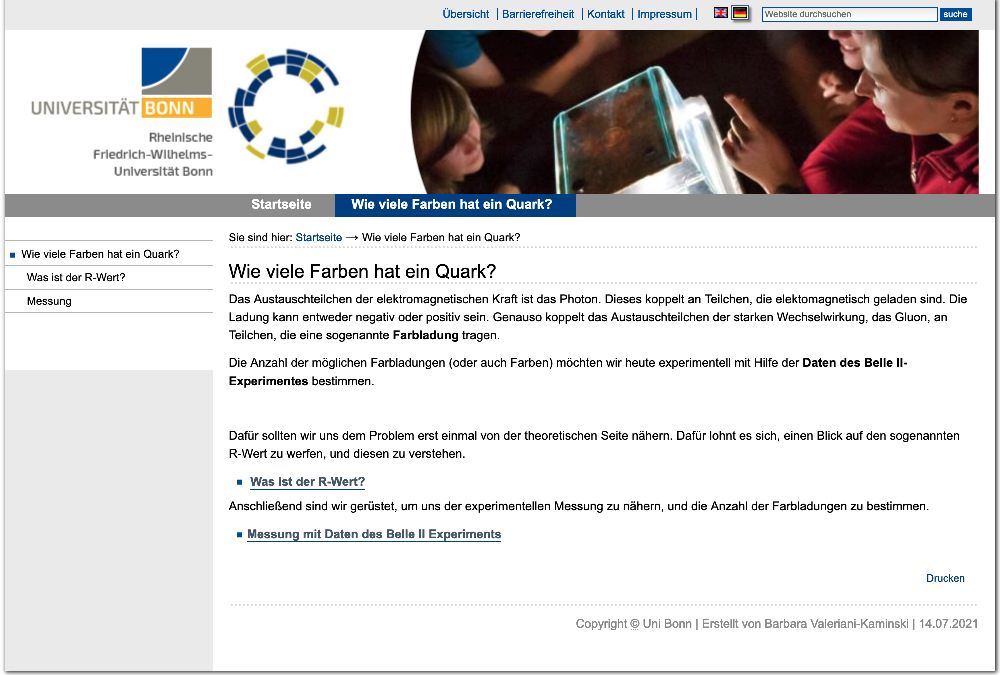 Übersicht | Barrierefreiheit | Kontakt | Impressum |
Website durchsuchen
suche
UNIVERSITÄT BONN
Rheinische
Friedrich-Wilhelms-
Universität Bonn
Startseite
Wie viele Farben hat ein Quark?
Wie viele Farben hat ein Quark?
Was ist der R-Wert?
Messung
Sie sind hier: Startseite → Wie viele Farben hat ein Quark?
Wie viele Farben hat ein Quark?
Das Austauschteilchen der elektromagnetischen Kraft ist das Photon. Dieses koppelt an Teilchen, die elektomagnetisch geladen sind. Die
Ladung kann entweder negativ oder positiv sein. Genauso koppelt das Austauschteilchen der starken Wechselwirkung, das Gluon, an
Teilchen, die eine sogenannte Farbladung tragen.
Die Anzahl der möglichen Farbladungen (oder auch Farben) möchten wir heute experimentell mit Hilfe der Daten des Belle II-
Experimentes bestimmen.
Dafür sollten wir uns dem Problem erst einmal von der theoretischen Seite nähern. Dafür lohnt es sich, einen Blick auf den sogenannten
R-Wert zu werfen, und diesen zu verstehen.
Was ist der R-Wert?
Anschließend sind wir gerüstet, um uns der experimentellen Messung zu nähern, und die Anzahl der Farbladungen zu bestimmen.
Messung mit Daten des Belle II Experiments
Drucken
Copyright © Uni Bonn | Erstellt von Barbara Valeriani-Kaminski | 14.07.2021